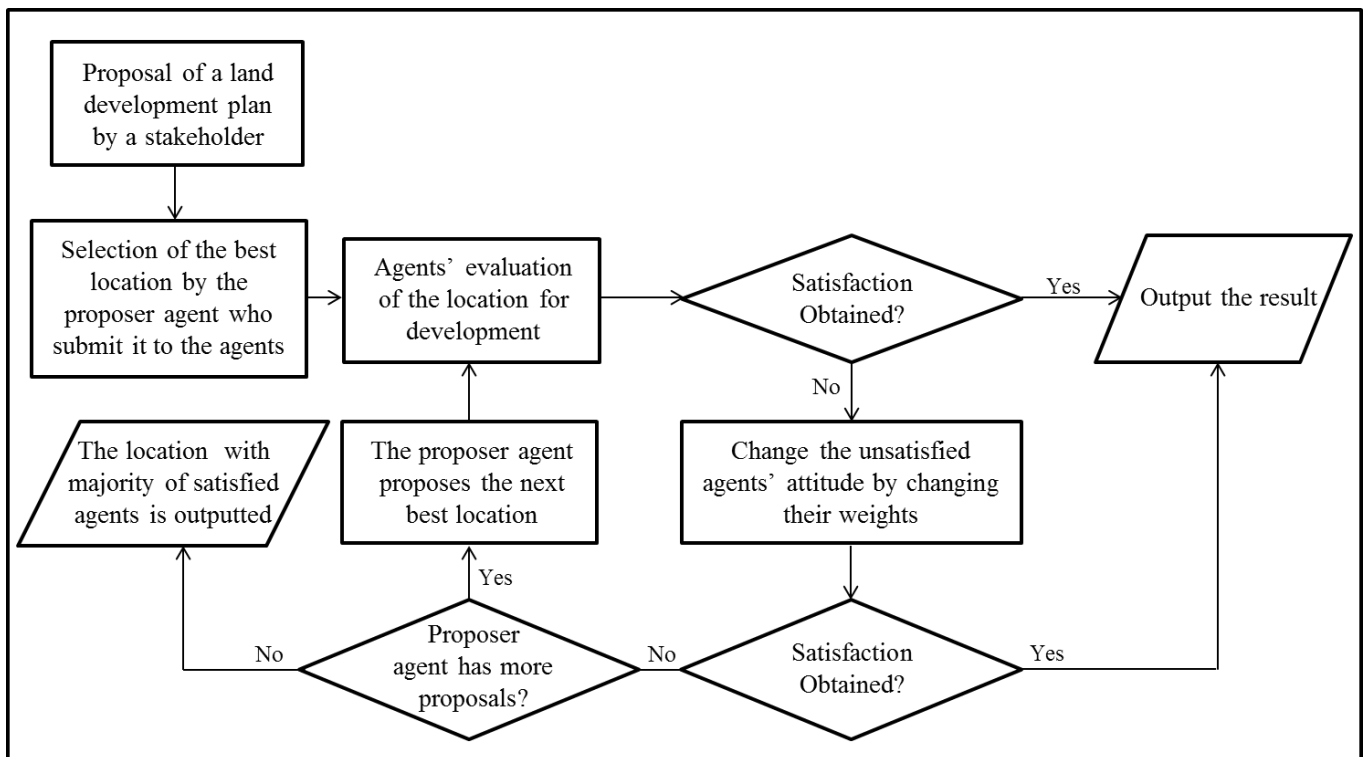 Proposal of a land
development plan
by a stakeholder
Selection of the best
location by the
proposer agent who
submit it to the agents
Agents’ evaluation
of the location for
development
Satisfaction
Obtained?
Yes
Output the result
No
Change the unsatisfied
agents’ attitude by changing
their weights
Satisfaction
Obtained?
Yes
No
Proposer
agent has more
proposals?
Yes
The proposer agent
proposes the next
best location
No
The location with
majority of satisfied
agents is outputted